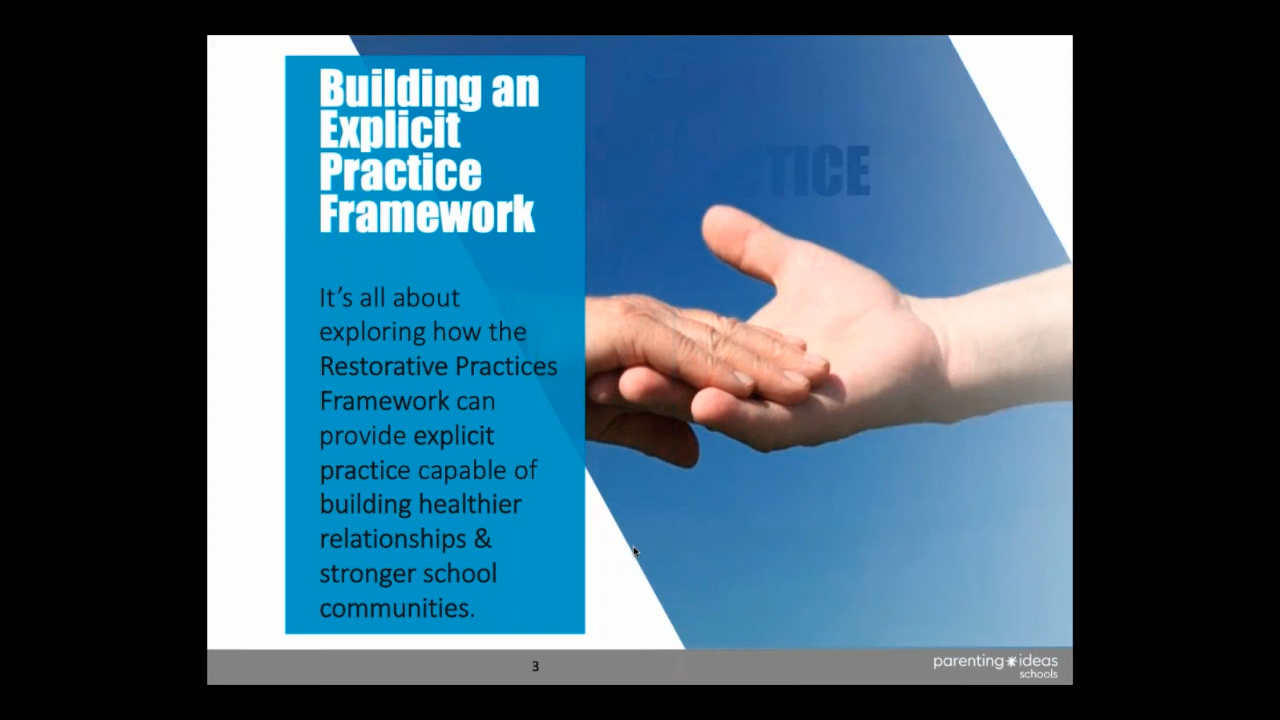 Building an
Explicit
Practice
Framework
TICE
It's all about
exploring how the
Restorative Practices
Framework can
provide explicit
practice capable of
building healthier
relationships &
stronger school
communities.
3
parenting*ideas
schools